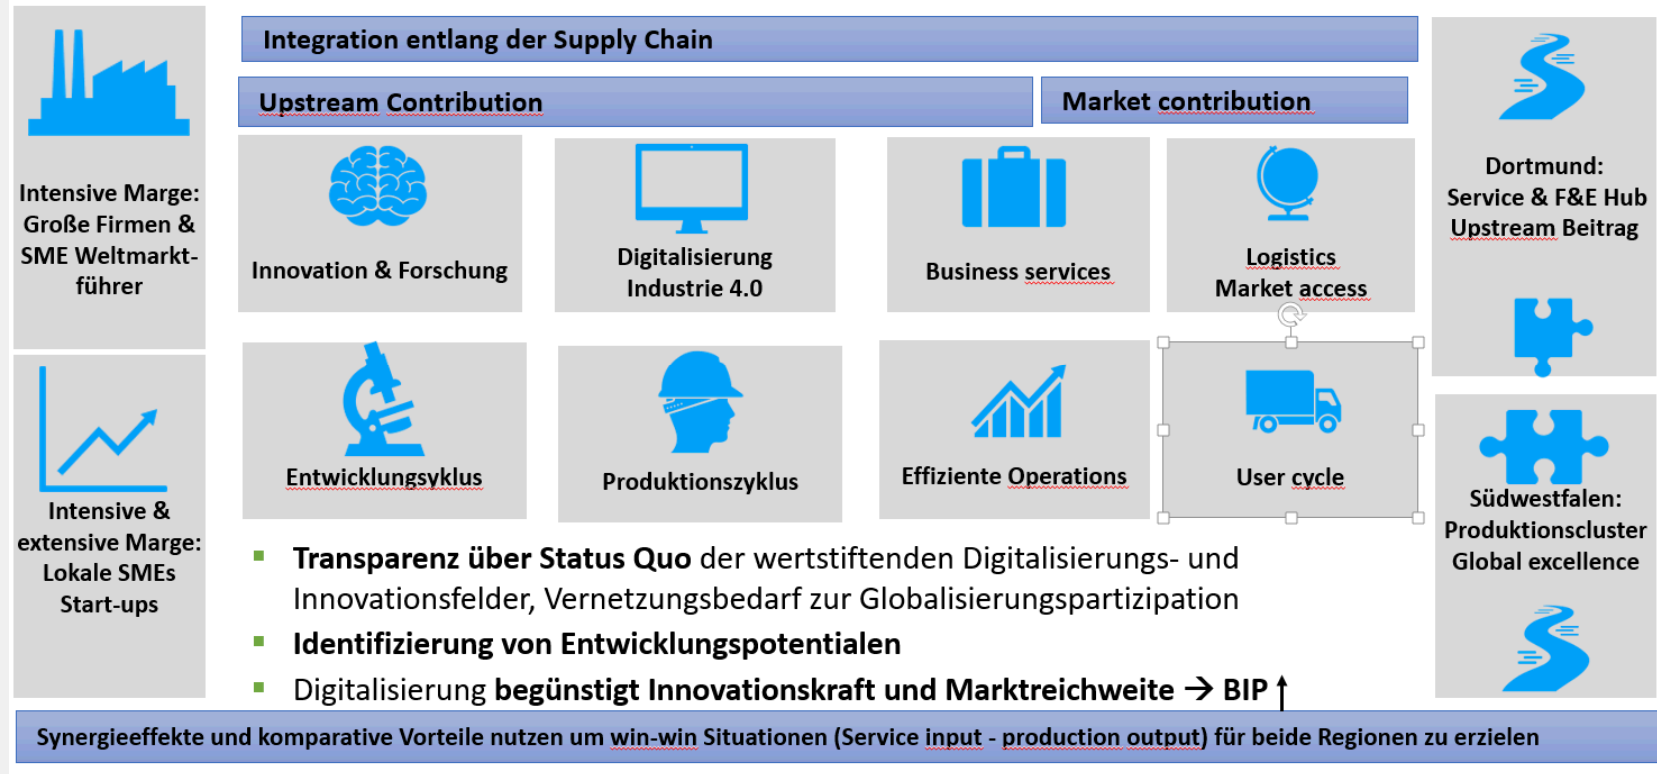 Integration entlang der Supply Chain
Upstream Contribution
Market contribution
Intensive Marge:
Große Firmen &
SME Weltmarkt-
führer
Innovation & Forschung
Digitalisierung
Industrie 4.0
Business services
Logistics
Market access
Dortmund:
Service & F&E Hub
Upstream Beitrag
Intensive &
extensive Marge:
Lokale SMEs
Start-ups
Entwicklungsyklus
Produktionszyklus
Effiziente Operations
User cycle
Südwestfalen:
Produktionscluster
Global excellence
▪ Transparenz über Status Quo der wertstiftenden Digitalisierungs- und
Innovationsfelder, Vernetzungsbedarf zur Globalisierungspartizipation
▪ Identifizierung von Entwicklungspotentialen
▪ Digitalisierung begünstigt Innovationskraft und Marktreichweite → BIP
Synergieeffekte und komparative Vorteile nutzen um win-win Situationen (Service input - production output) für beide Regionen zu erzielen